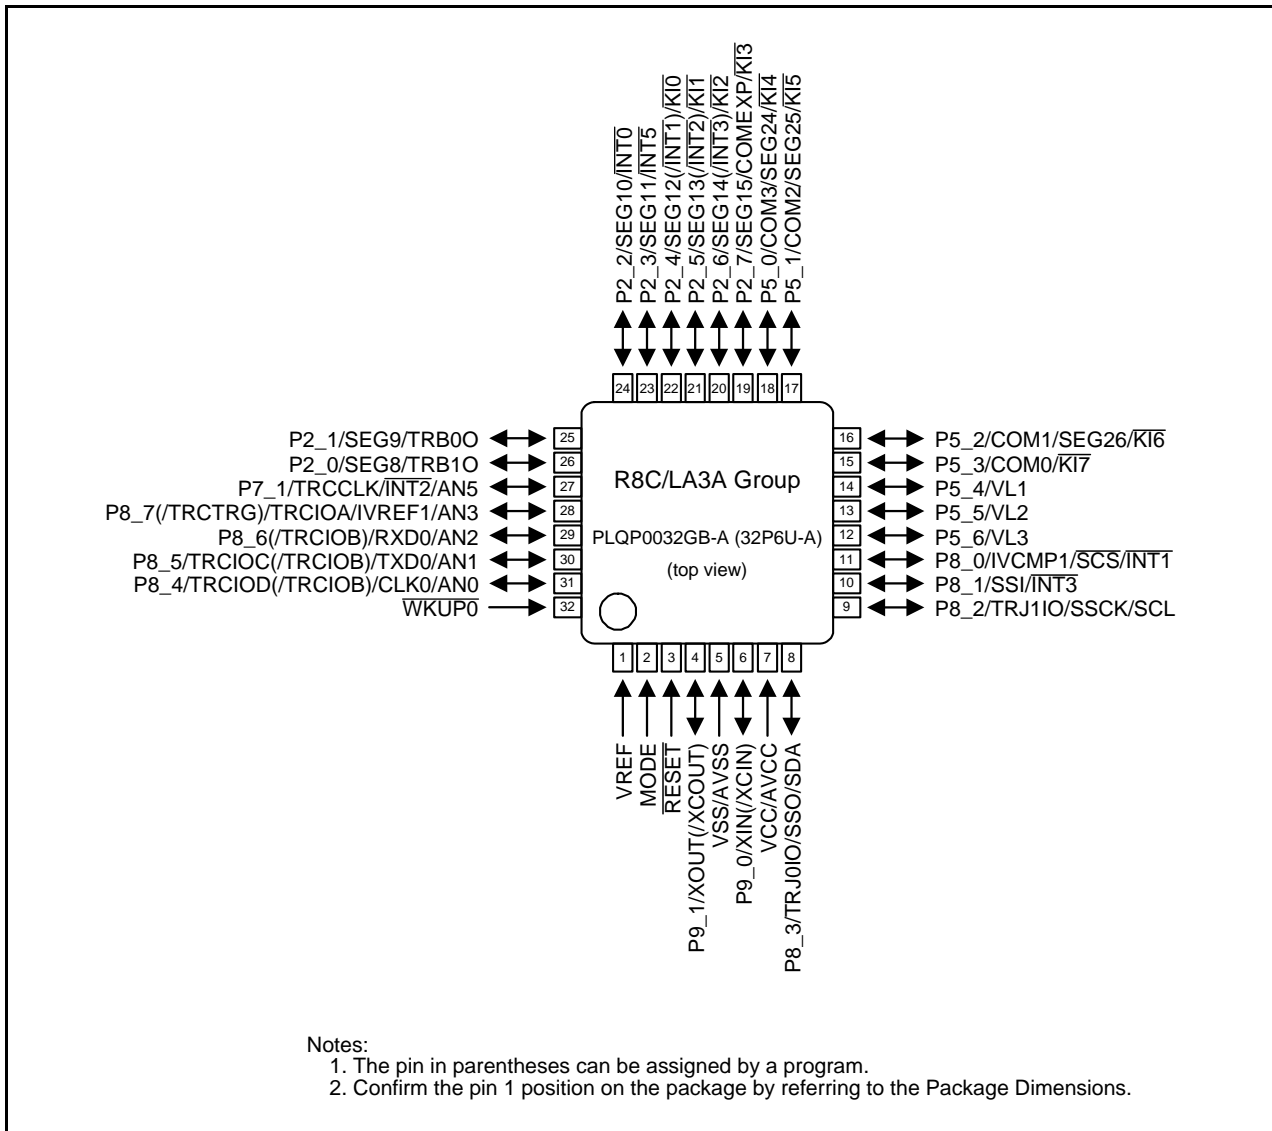 P2_2/SEG10/INT0
P2_3/SEG11/INT5
P2_4/SEG12(/INT1)/KI0
P2_5/SEG13(/INT2)/KI1
P2_6/SEG14(/INT3)/KI2
P2_7/SEG15/COMEXP/KI3
P5_0/COM3/SEG24/KI4
P5_1/COM2/SEG25/KI5
24 23 22 21 20 19 18 17
P2_1/SEG9/TRB0O 25
P2_0/SEG8/TRB1O 26
P7_1/TRCCLK/INT2/AN5 27
P8_7(/TRCTRG)/TRCIOA/IVREF1/AN3 28
P8_6(/TRCIOB)/RXD0/AN2 29
P8_5/TRCIOC(/TRCIOB)/TXD0/AN1 30
P8_4/TRCIOD(/TRCIOB)/CLK0/AN0 31
WKUP0 32
R8C/LA3A Group
PLQP0032GB-A (32P6U-A)
(top view)
16 P5_2/COM1/SEG26/KI6
15 P5_3/COM0/KI7
14 P5_4/VL1
13 P5_5/VL2
12 P5_6/VL3
11 P8_0/IVCMP1/SCS/INT1
10 P8_1/SSI/INT3
9 P8_2/TRJ1IO/SSCK/SCL
1 2 3 4 5 6 7 8
VREF
MODE
RESET
P9_1/XOUT(/XCOUT)
VSS/AVSS
P9_0/XIN(/XCIN)
VCC/AVCC
P8_3/TRJ0IO/SSO/SDA
Notes:
1. The pin in parentheses can be assigned by a program.
2. Confirm the pin 1 position on the package by referring to the Package Dimensions.